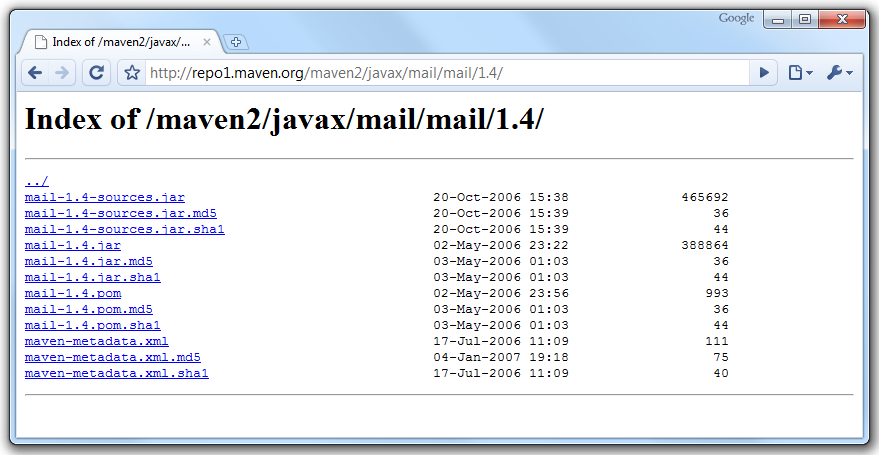 Google
Index of /maven2/javax/...
http://repo1.maven.org/maven2/javax/mail/mail/1.4/
Index of /maven2/javax/mail/mail/1.4/
../
mail-1.4-sources.jar 20-Oct-2006 15:38 465692
mail-1.4-sources.jar.md5 20-Oct-2006 15:39 36
mail-1.4-sources.jar.sha1 20-Oct-2006 15:39 44
mail-1.4.jar 02-May-2006 23:22 388864
mail-1.4.jar.md5 03-May-2006 01:03 36
mail-1.4.jar.sha1 03-May-2006 01:03 44
mail-1.4.pom 02-May-2006 23:56 993
mail-1.4.pom.md5 03-May-2006 01:03 36
mail-1.4.pom.sha1 03-May-2006 01:03 44
maven-metadata.xml 17-Jul-2006 11:09 111
maven-metadata.xml.md5 04-Jan-2007 19:18 75
maven-metadata.xml.sha1 17-Jul-2006 11:09 40